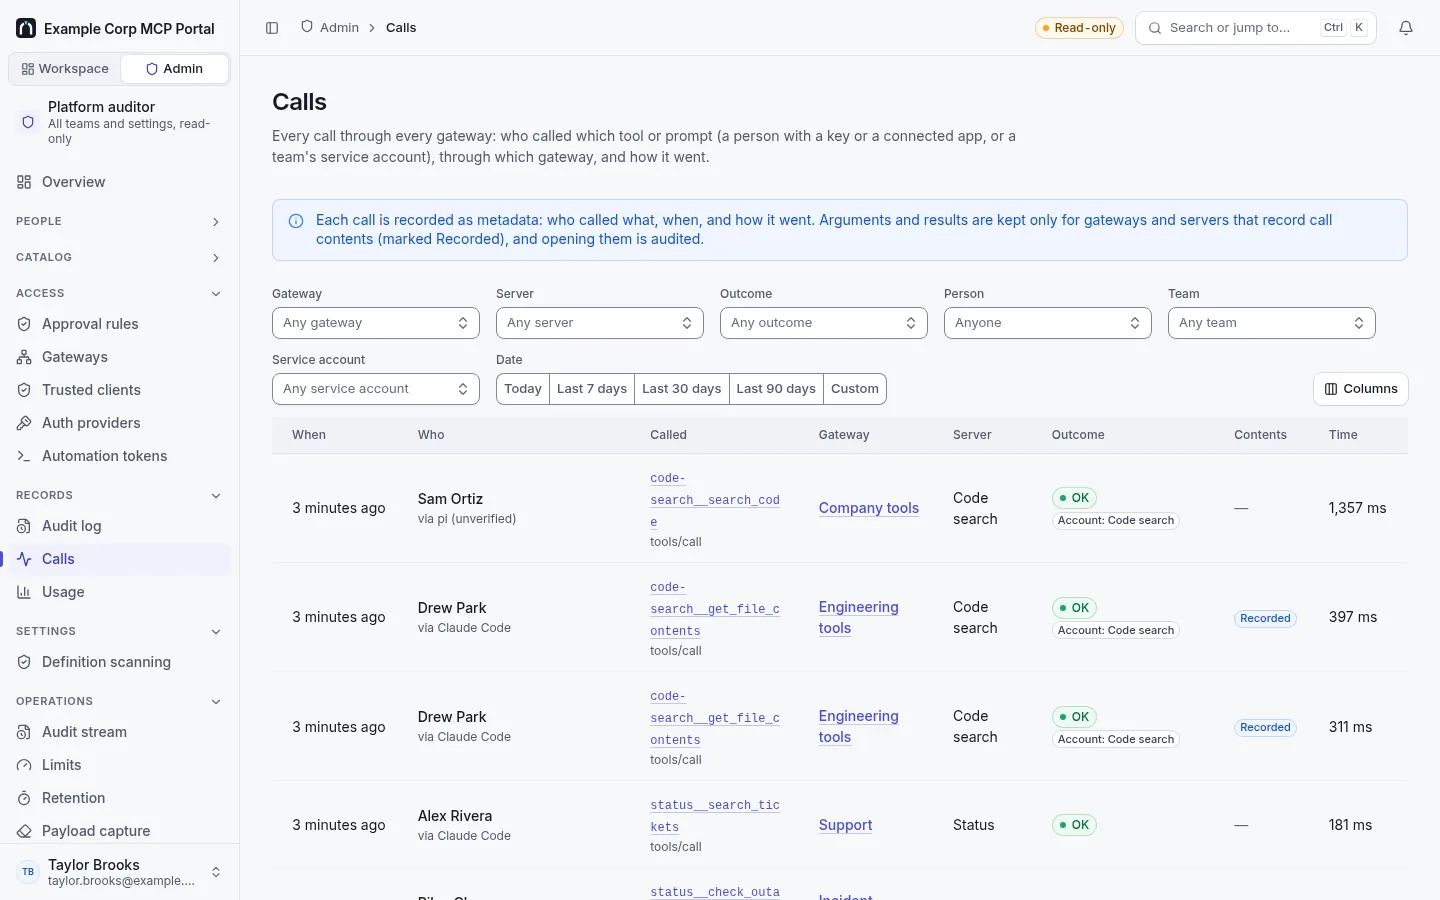 Example Corp MCP Portal
Workspace
Admin
Platform auditor
All teams and settings, read-
only
Overview
PEOPLE
CATALOG
ACCESS
Approval rules
Gateways
Trusted clients
Auth providers
Automation tokens
RECORDS
Audit log
Calls
Usage
SETTINGS
Definition scanning
OPERATIONS
Audit stream
Limits
Retention
Payload capture
TB
Taylor Brooks
taylor.brooks@example....
Admin
Calls
Read-only
Search or jump to...
Ctrl K
Calls
Every call through every gateway: who called which tool or prompt (a person with a key or a connected app, or a
team's service account), through which gateway, and how it went.
Each call is recorded as metadata: who called what, when, and how it went. Arguments and results are kept only for gateways and servers that record call
contents (marked Recorded), and opening them is audited.
Gateway
Any gateway
Server
Any server
Outcome
Any outcome
Person
Anyone
Team
Any team
Service account
Any service account
Date
Today
Last 7 days
Last 30 days
Last 90 days
Custom
Columns
When
Who
Called
Gateway
Server
Outcome
Contents
Time
3 minutes ago
Sam Ortiz
via pi (unverified)
code-
search__search_cod
e
tools/call
Company tools
Code
search
OK
Account: Code search
—
1,357 ms
3 minutes ago
Drew Park
via Claude Code
code-
search__get_file_c
ontents
tools/call
Engineering
tools
Code
search
OK
Account: Code search
Recorded
397 ms
3 minutes ago
Drew Park
via Claude Code
code-
search__get_file_c
ontents
tools/call
Engineering
tools
Code
search
OK
Account: Code search
Recorded
311 ms
3 minutes ago
Alex Rivera
via Claude Code
status__search_tic
kets
tools/call
Support
Status
OK
—
181 ms
status__check_outa
Incident